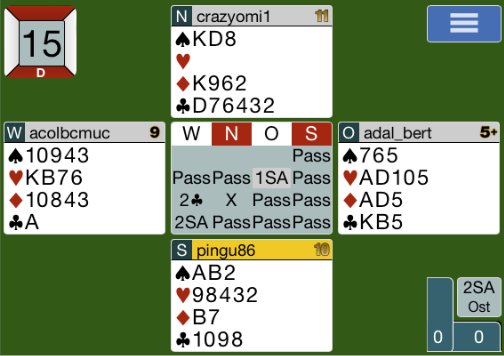 15
D
N crazyomi1 11
♠KD8
♥
♦K962
♣D76432
W acolbcmuc 9
♠10943
♥KB76
♦10843
♣A
W N O S
Pass
Pass Pass 1SA Pass
2♣ X Pass Pass
2SA Pass Pass Pass
O adal_bert 5+
♠765
♥AD105
♦AD5
♣KB5
S pingu86 10
♠AB2
♥98432
♦B7
♣1098
2SA
Ost
0 0